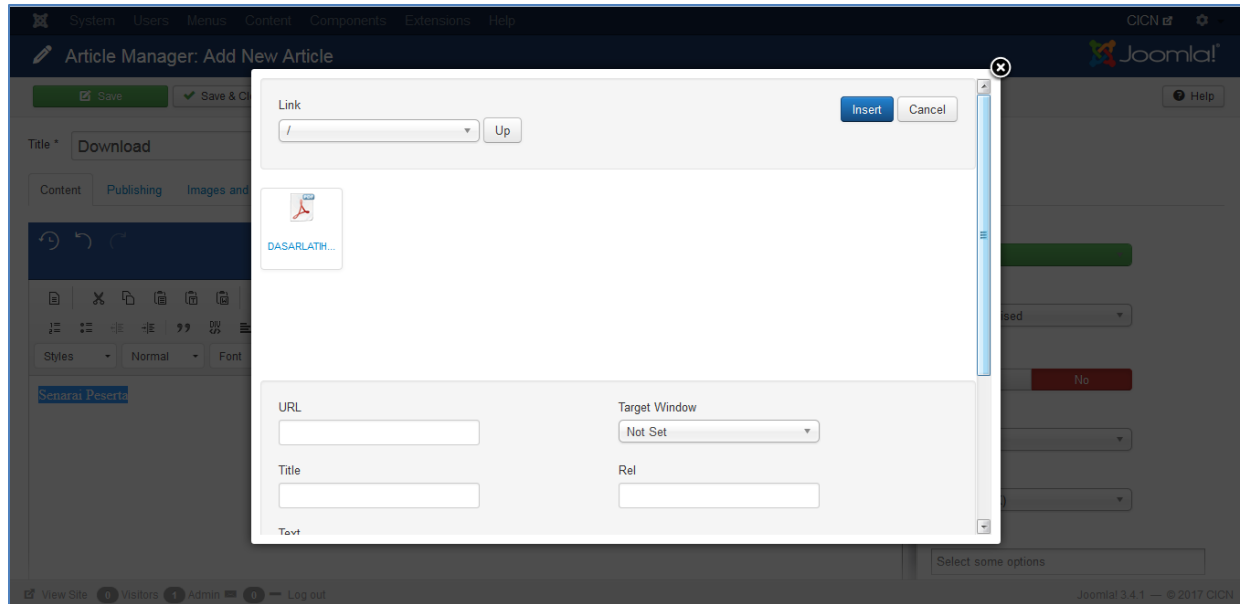 System Users Menus Content Components Extensions Help CICN
Article Manager: Add New Article Joomla!
Save Save & Cl Help
Title * Download
Content Publishing Images and
Styles Normal Font
Senarai Peserta
Link
/ Up Insert Cancel
PDF
DASARLATIH...
URL Target Window
Not Set
Title Rel
Text
ised
No
Select some options
View Site 0 Visitors 1 Admin 0 Log out Joomla! 3.4.1 — © 2017 CICN